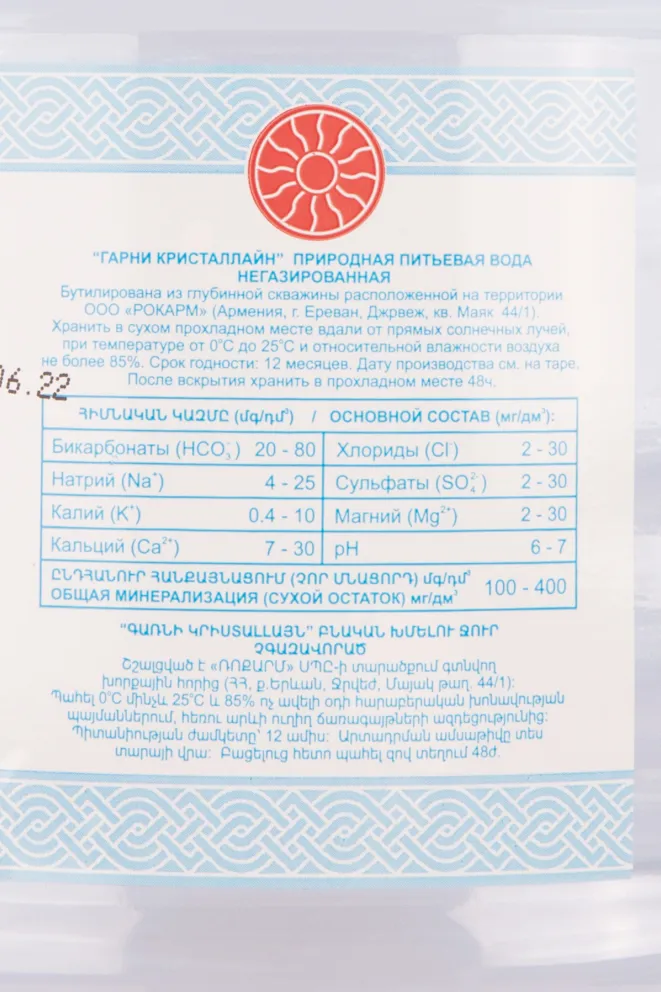 "ГАРНИ КРИСТАЛЛАЙН" ПРИРОДНАЯ ПИТЬЕВАЯ ВОДА
НЕГАЗИРОВАННАЯ
Бутилирована из глубинной скважины расположенной на территории
ООО «РОКАРМ» (Армения, г. Ереван, Джрвеж, кв. Маяк 44/1).
Хранить в сухом прохладном месте вдали от прямых солнечных лучей,
при температуре от 0°С до 25°С и относительной влажности воздуха
не более 85%. Срок годности: 12 месяцев. Дату производства см. на таре.
После вскрытия хранить в прохладном месте 48ч.
06.22
ՀԻՄՆԱԿԱՆ ԿԱԶՄԸ (մգ/դմ³) / ОСНОВНОЙ СОСТАВ (мг/дм³):
Бикарбонаты (HCO₃⁻) 20 - 80 Хлориды (Cl⁻) 2 - 30
Натрий (Na⁺) 4 - 25 Сульфаты (SO₄²⁻) 2 - 30
Калий (K⁺) 0.4 - 10 Магний (Mg²⁺) 2 - 30
Кальций (Ca²⁺) 7 - 30 pH 6 - 7
ԸՆԴՀԱՆՈՒՐ ՀԱՆՔԱՅՆԱՑՈՒՄ (ՉՈՐ ՄՆԱՑՈՐԴ) մգ/դմ³
ОБЩАЯ МИНЕРАЛИЗАЦИЯ (СУХОЙ ОСТАТОК) мг/дм³ 100 - 400
"ԳԱՌՆԻ ԿՐԻՍՏԱԼԼԱՅՆ" ԲՆԱԿԱՆ ԽՄԵԼՈՒ ՋՈՒՐ
ՉԳԱԶԱՎՈՐԱԾ
Շշալցված է «ՌՈՔԱՐՄ» ՍՊԸ-ի տարածքում գտնվող
խորքային հորից (ՀՀ, ք.Երևան, Ջրվեժ, Մայակ թաղ. 44/1):
Պահել 0°C մինչև 25°C և 85% ոչ ավելի օդի հարաբերական խոնավության
պայմաններում, հեռու արևի ուղիղ ճառագայթների ազդեցությունից:
Պիտանիության ժամկետը՝ 12 ամիս: Արտադրման ամսաթիվը տես
տարայի վրա: Բացելուց հետո պահել զով տեղում 48ժ.